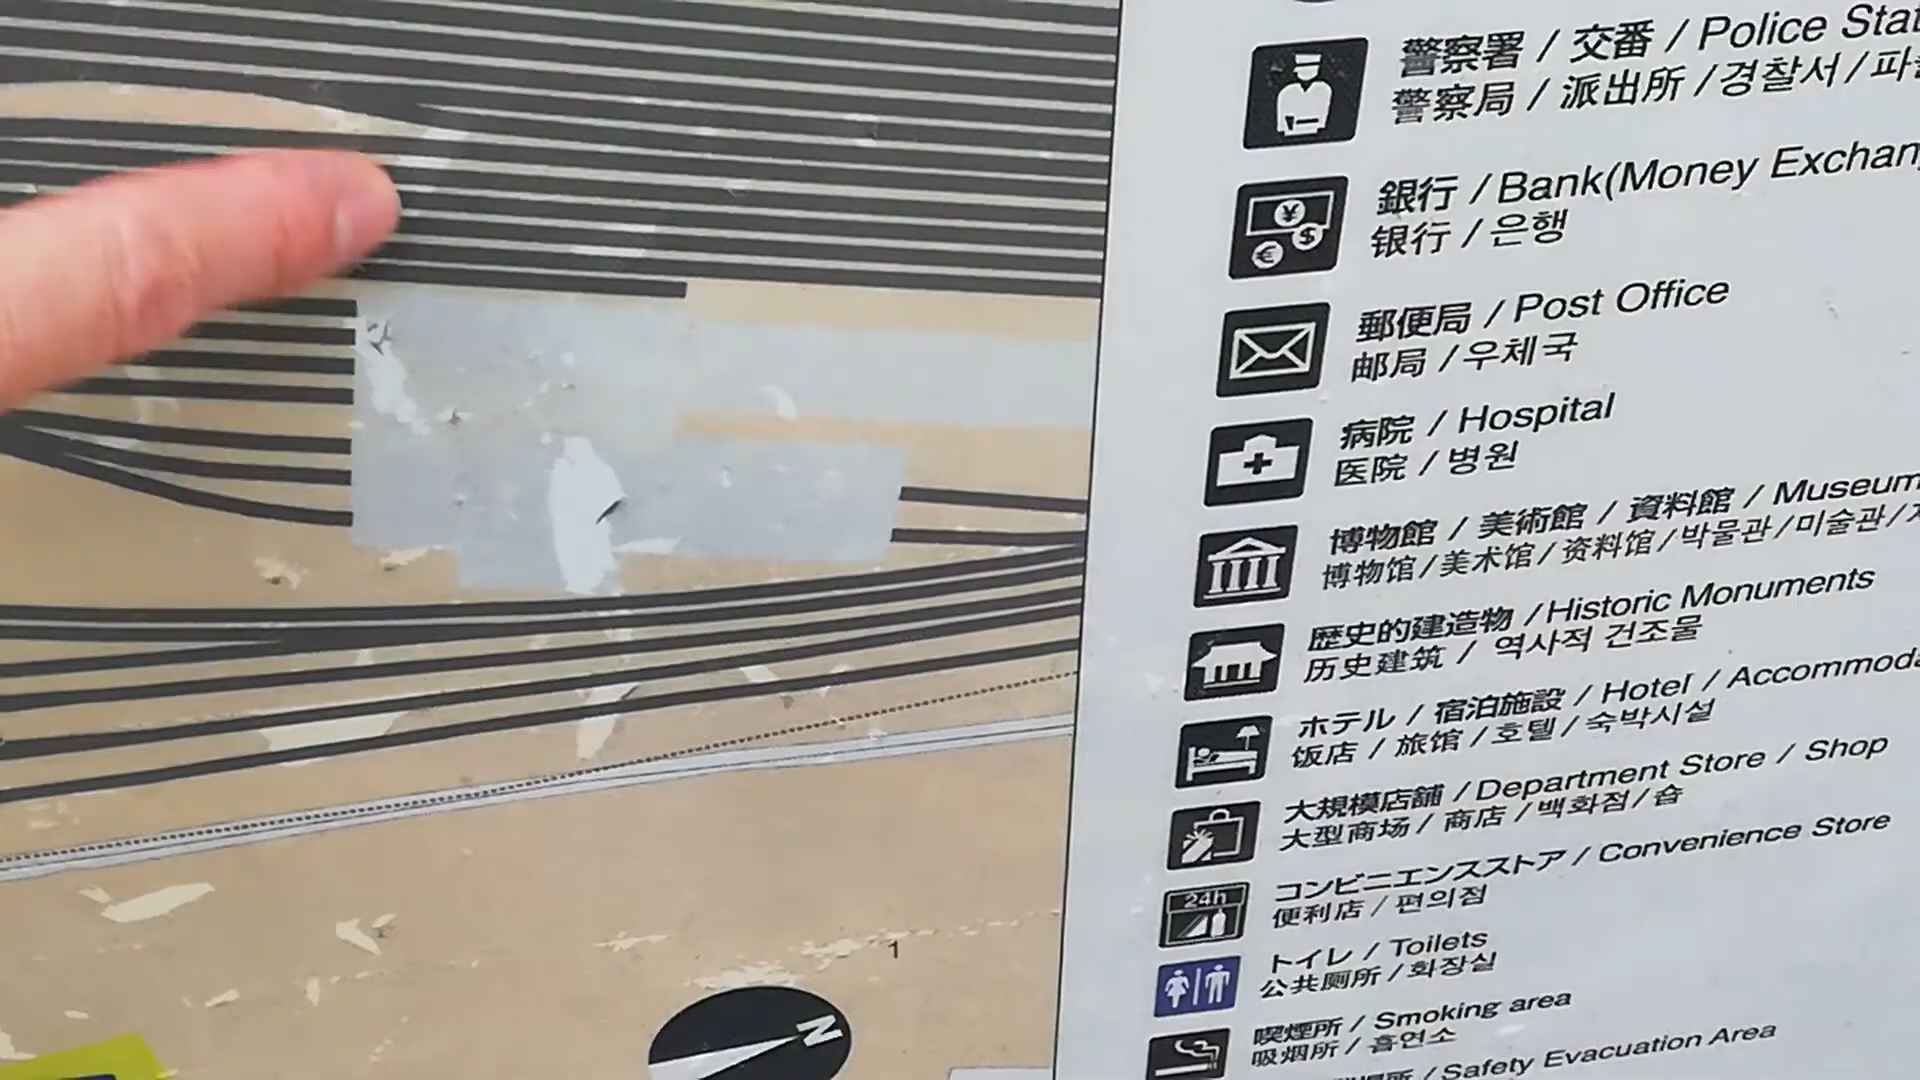 警察署 / 交番 / Police
警察局 / 派出所 / 경찰서 /
¥
$
€
銀行 / Bank(Money
银行 / 은행
郵便局 / Post Office
邮局 / 우체국
病院 / Hospital
医院 / 병원
博物館 / 美術館 / 資料館 / Museum
博物馆 / 美术馆 / 资料馆 / 박물관 / 미술관 /
歴史的建造物 / Historic Monuments
历史建筑 / 역사적 건조물
ホテル / 宿泊施設 / Hotel /
饭店 / 旅馆 / 호텔 / 숙박시설
大規模店舗 / Department Store / Shop
大型商场 / 商店 / 백화점 / 숍
24h
コンビニエンスストア / Convenience Store
便利店 / 편의점
トイレ / Toilets
公共厕所 / 화장실
喫煙所 / Smoking area
吸烟所 / 흡연소
/ Safety Evacuation Area
1
N